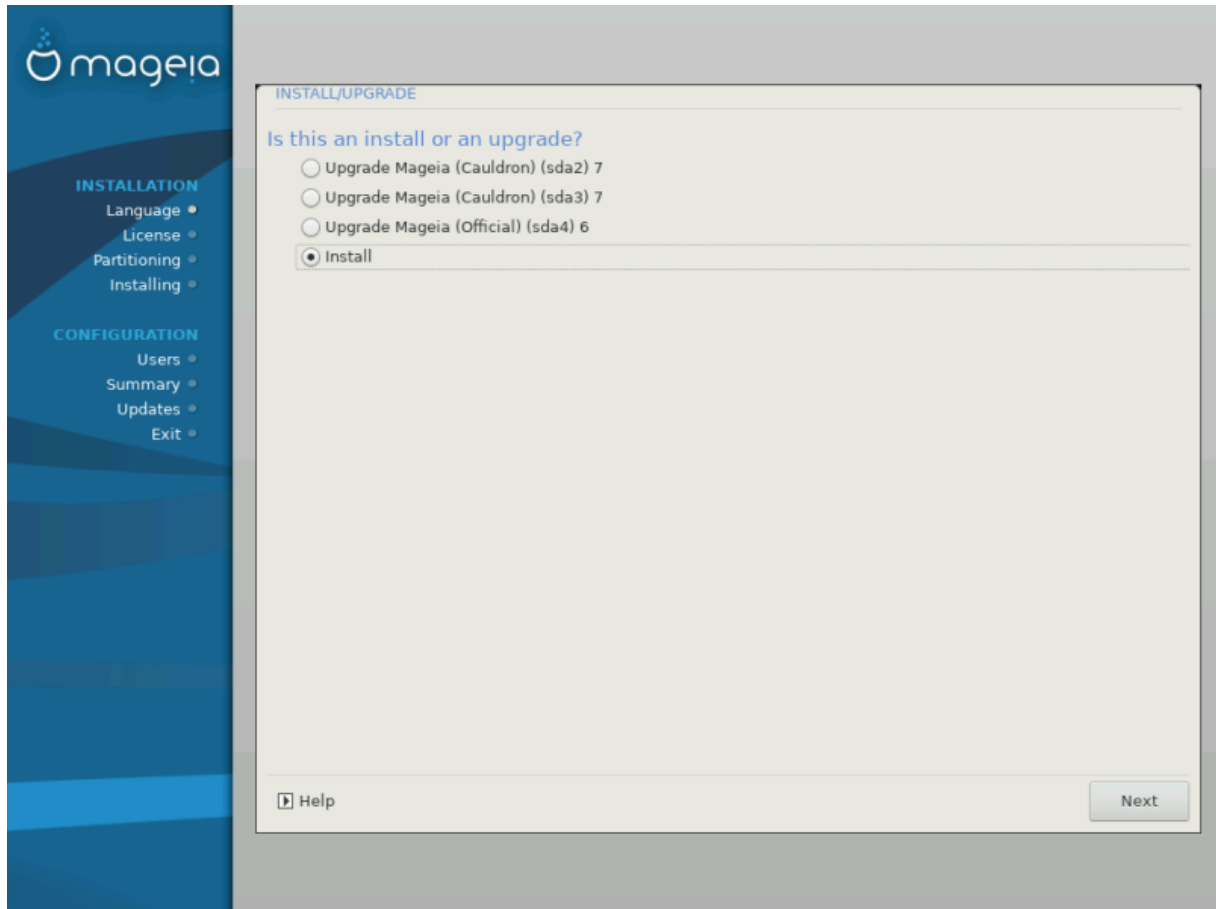 mageia
INSTALLATION
Language
License
Partitioning
Installing
CONFIGURATION
Users
Summary
Updates
Exit
INSTALL/UPGRADE
Is this an install or an upgrade?
Upgrade Mageia (Cauldron) (sda2) 7
Upgrade Mageia (Cauldron) (sda3) 7
Upgrade Mageia (Official) (sda4) 6
Install
Help
Next